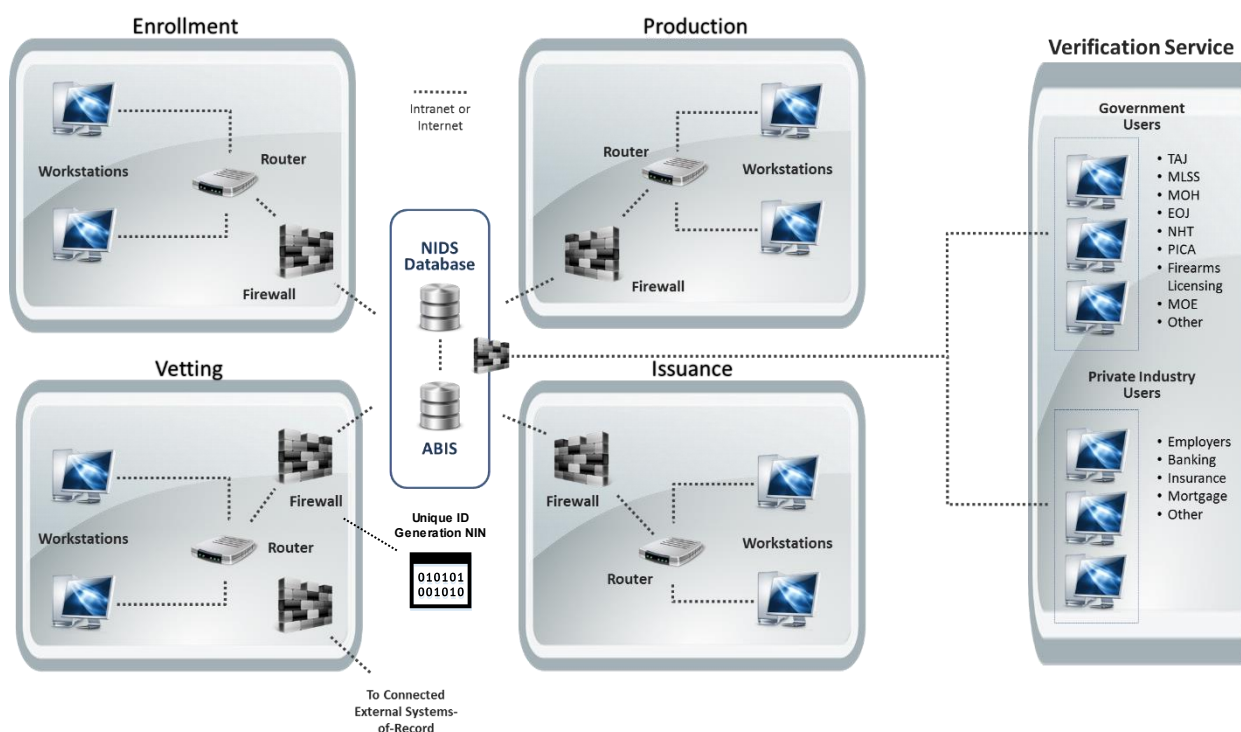 Enrollment
Workstations
Router
Firewall
Intranet or
Internet
Production
Router
Workstations
Firewall
NIDS
Database
ABIS
Vetting
Workstations
Firewall
Router
Unique ID
Generation NIN
010101
001010
To Connected
External Systems-
of-Record
Issuance
Firewall
Router
Workstations
Verification Service
Government
Users
• TAJ
• MLSS
• MOH
• EOJ
• NHT
• PICA
• Firearms
Licensing
• MOE
• Other
Private Industry
Users
• Employers
• Banking
• Insurance
• Mortgage
• Other